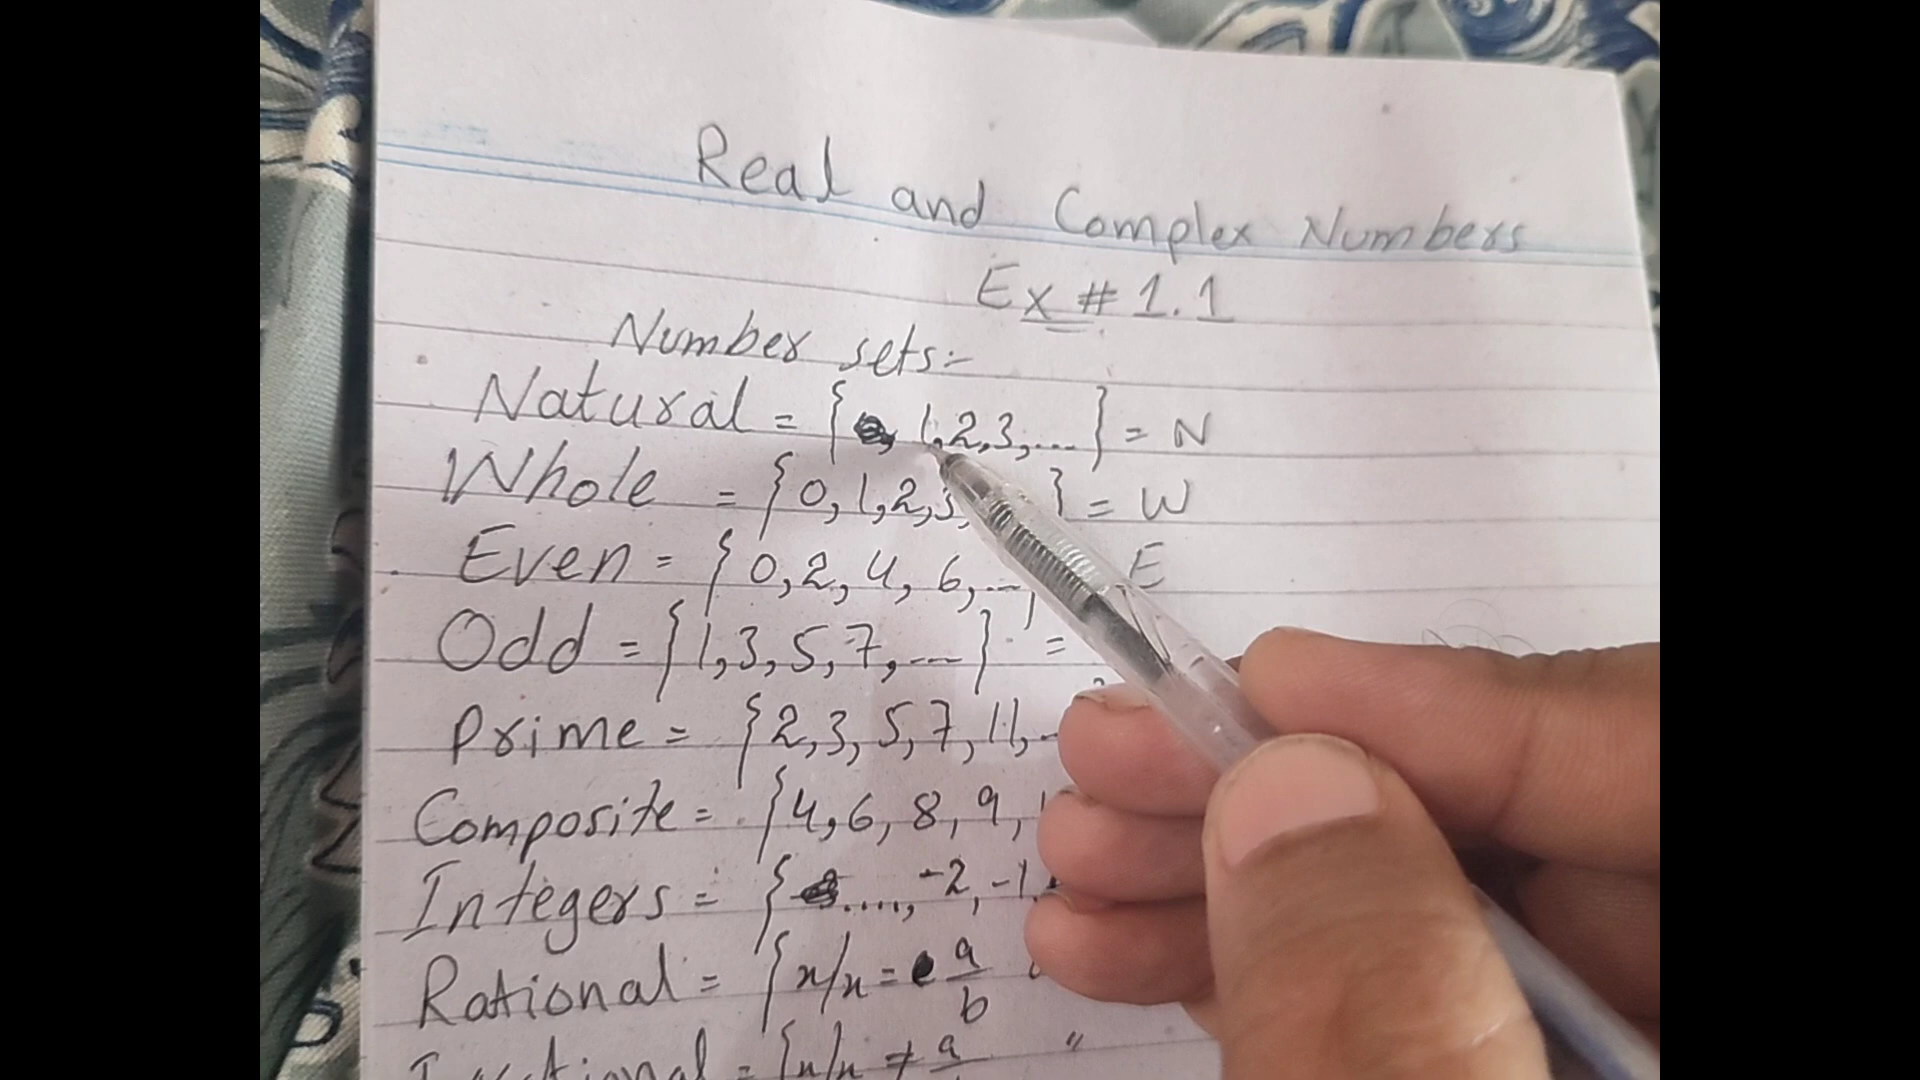 Real and Complex Numbers
Ex # 1.1
Number sets:-
Natural = { 1,2,3,... } = N
Whole = {0,1,2,3, } = W
Even = {0,2,4,6,... E
Odd = {1,3,5,7,...} =
Prime = {2,3,5,7,11,
Composite = {4,6,8,9,
Integers = { ....,-2,-1,
Rational = {x/x = a/b
Irrational = {x/x ≠ a "